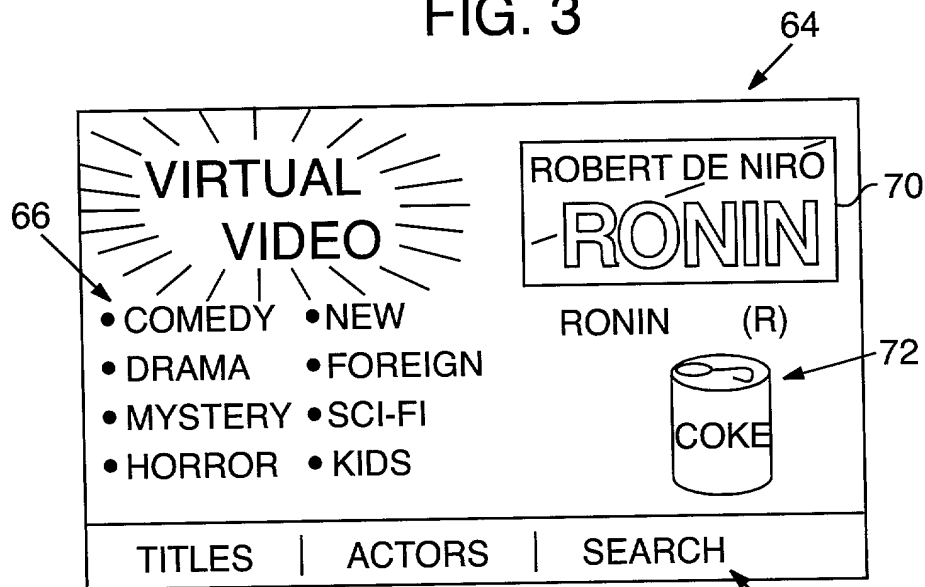 FIG. 3
64
VIRTUAL
VIDEO
ROBERT DE NIRO
RONIN
70
66
RONIN (R)
• COMEDY • NEW
• DRAMA • FOREIGN
• MYSTERY • SCI-FI
• HORROR • KIDS
72
COKE
TITLES | ACTORS | SEARCH